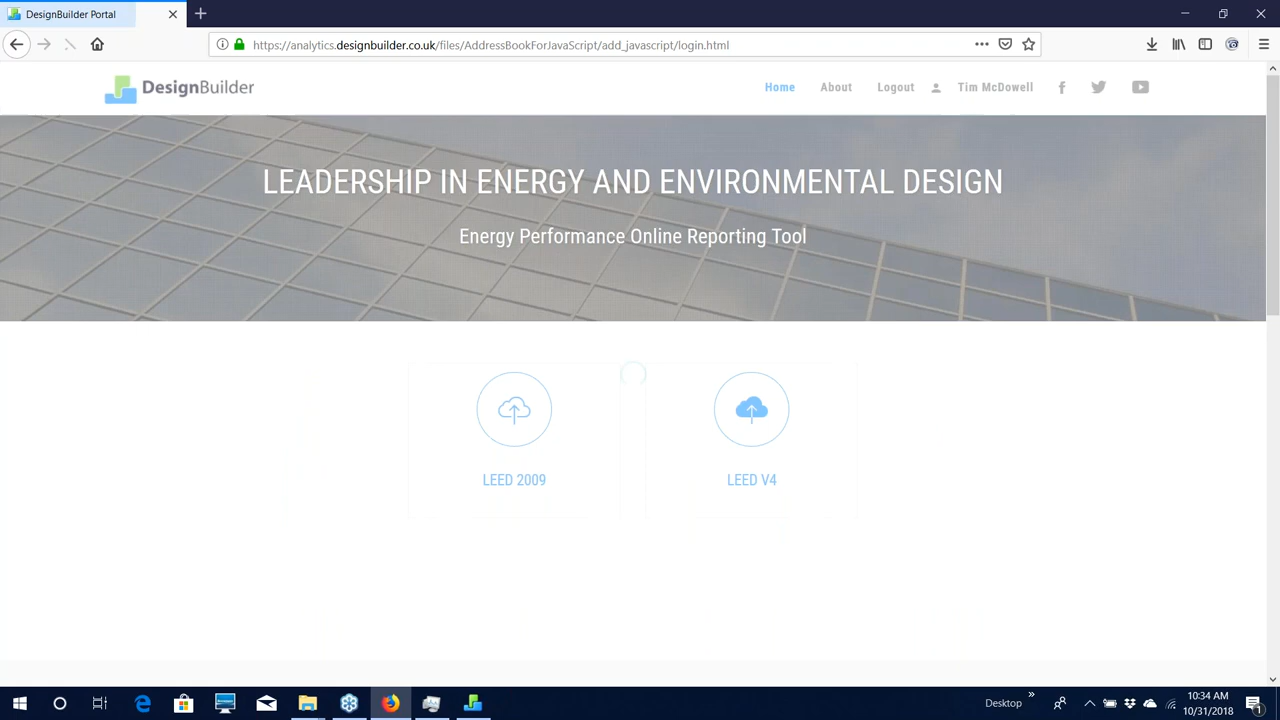 DesignBuilder Portal
https://analytics.designbuilder.co.uk/files/AddressBookForJavaScript/add_javascript/login.html
DesignBuilder
Home About Logout Tim McDowell
LEADERSHIP IN ENERGY AND ENVIRONMENTAL DESIGN
Energy Performance Online Reporting Tool
LEED 2009 LEED V4
Desktop
10:34 AM
10/31/2018
1